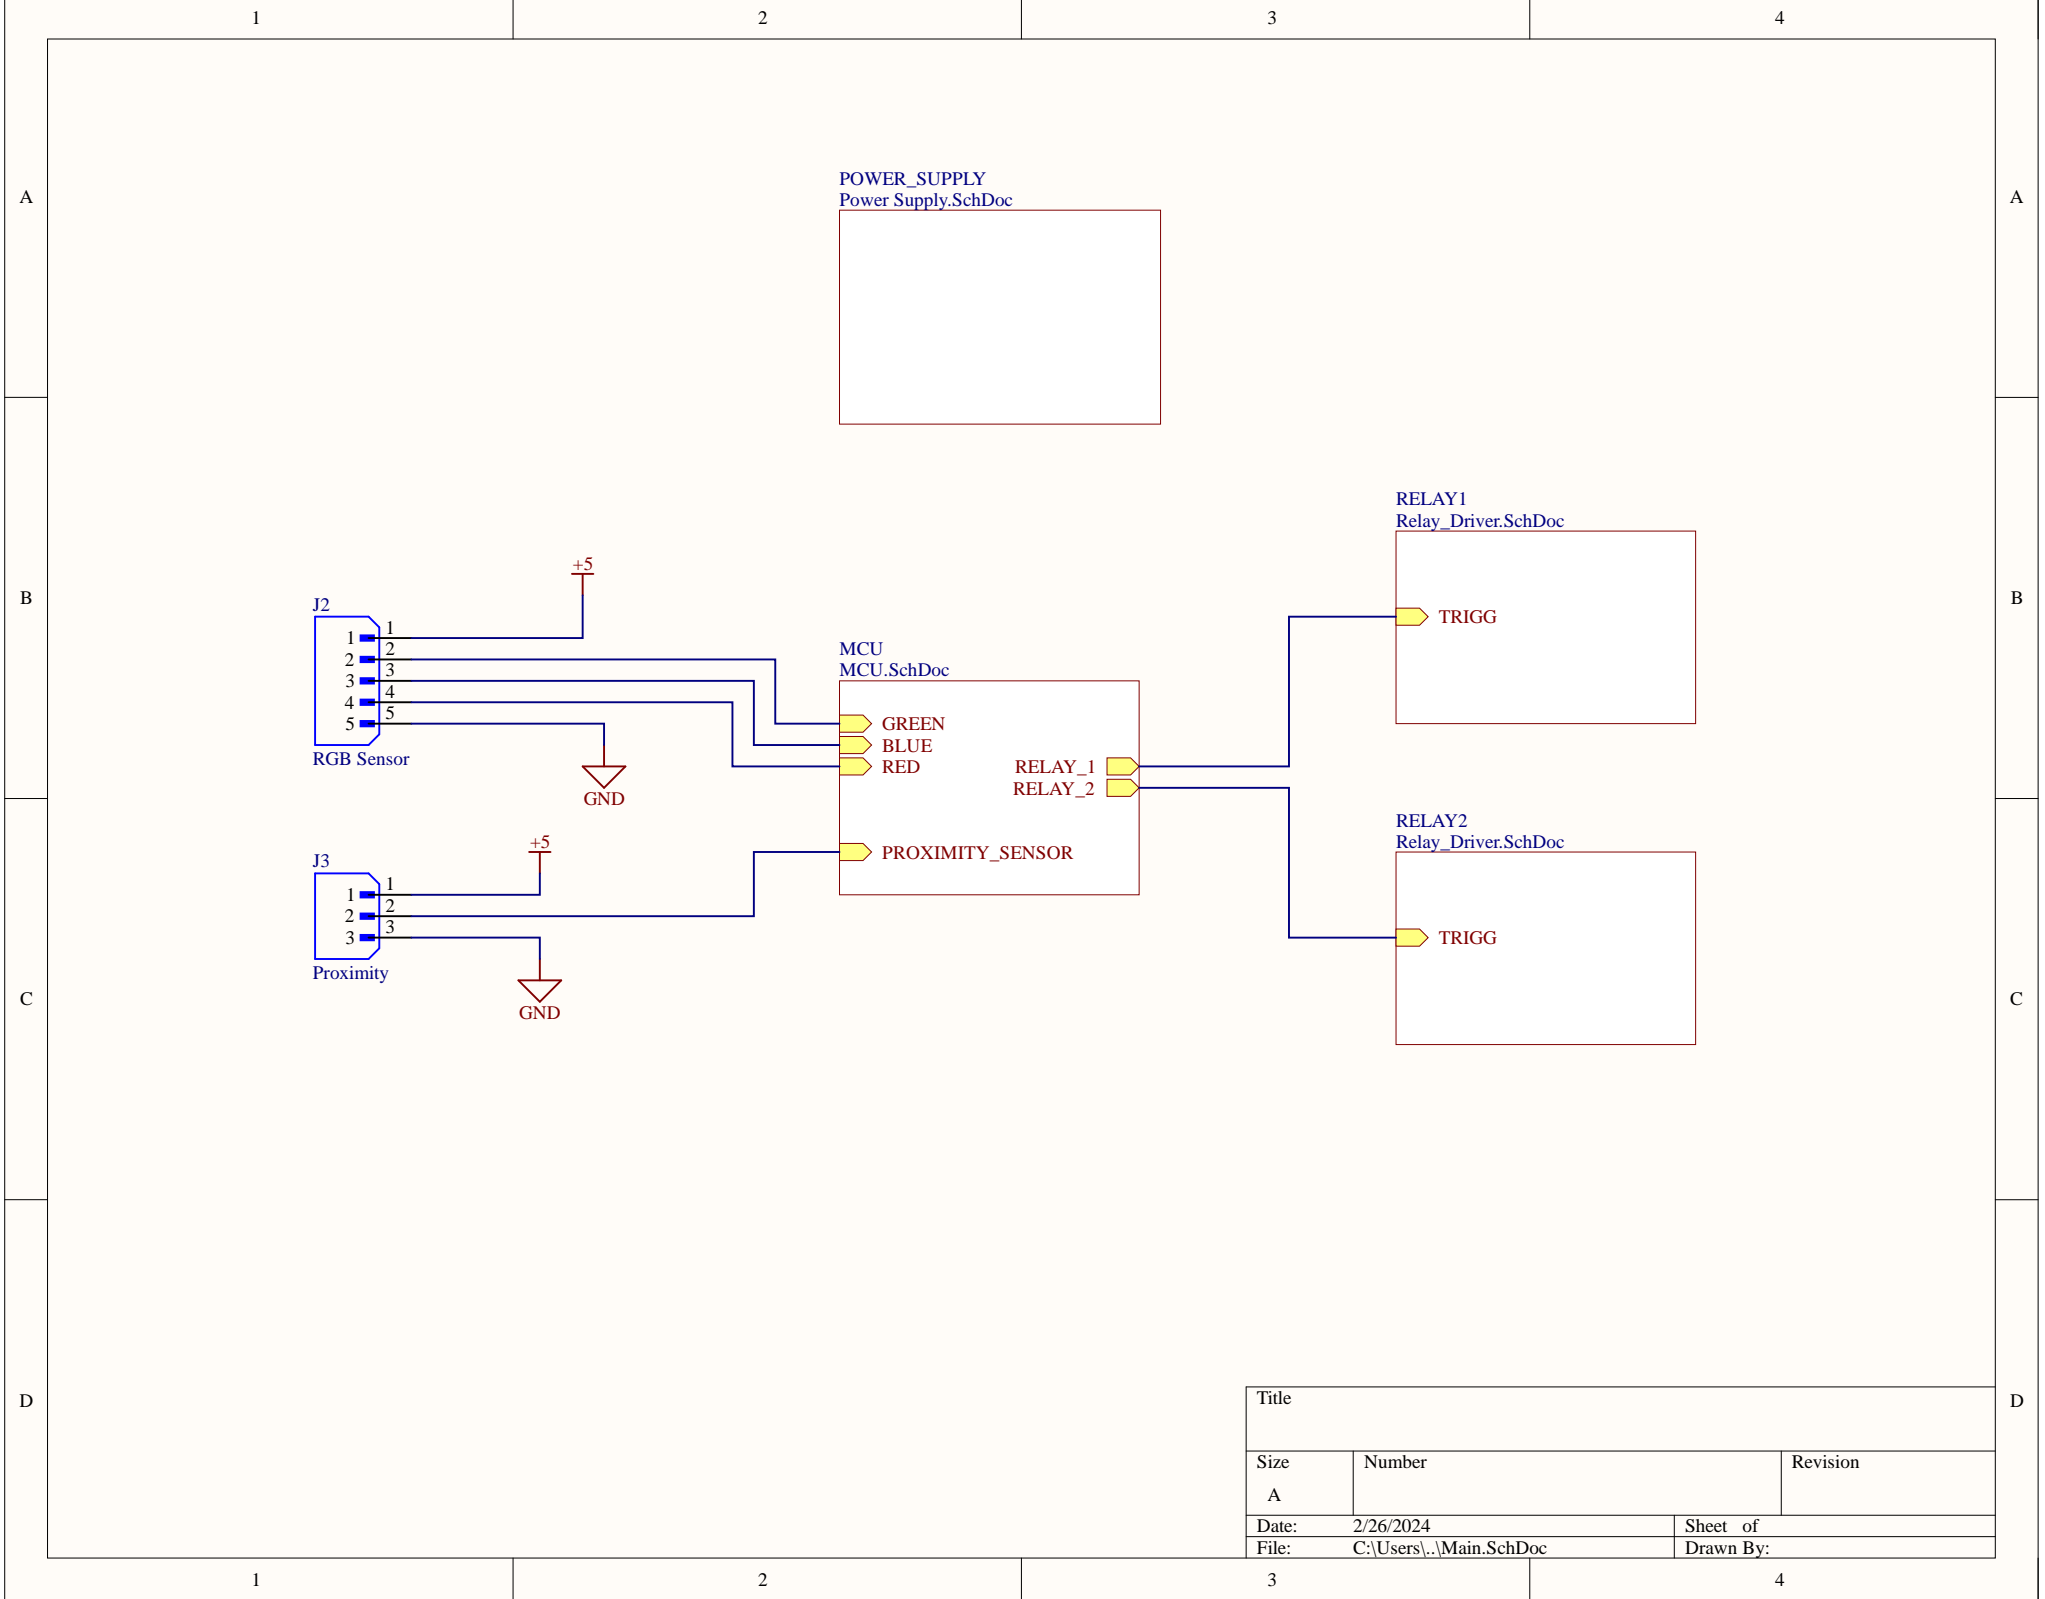 1 2 3 4
A A
POWER_SUPPLY
Power Supply.SchDoc
RELAY1
Relay_Driver.SchDoc
TRIGG
B B
+5
J2
1 1
2 2
3 3
4 4
5 5
RGB Sensor
GND
MCU
MCU.SchDoc
GREEN
BLUE
RED
RELAY_1
RELAY_2
PROXIMITY_SENSOR
RELAY2
Relay_Driver.SchDoc
TRIGG
+5
J3
1 1
2 2
3 3
Proximity
GND
C C
D D
Title
Size Number Revision
A
Date: 2/26/2024 Sheet of
File: C:\Users\..\Main.SchDoc Drawn By:
1 2 3 4